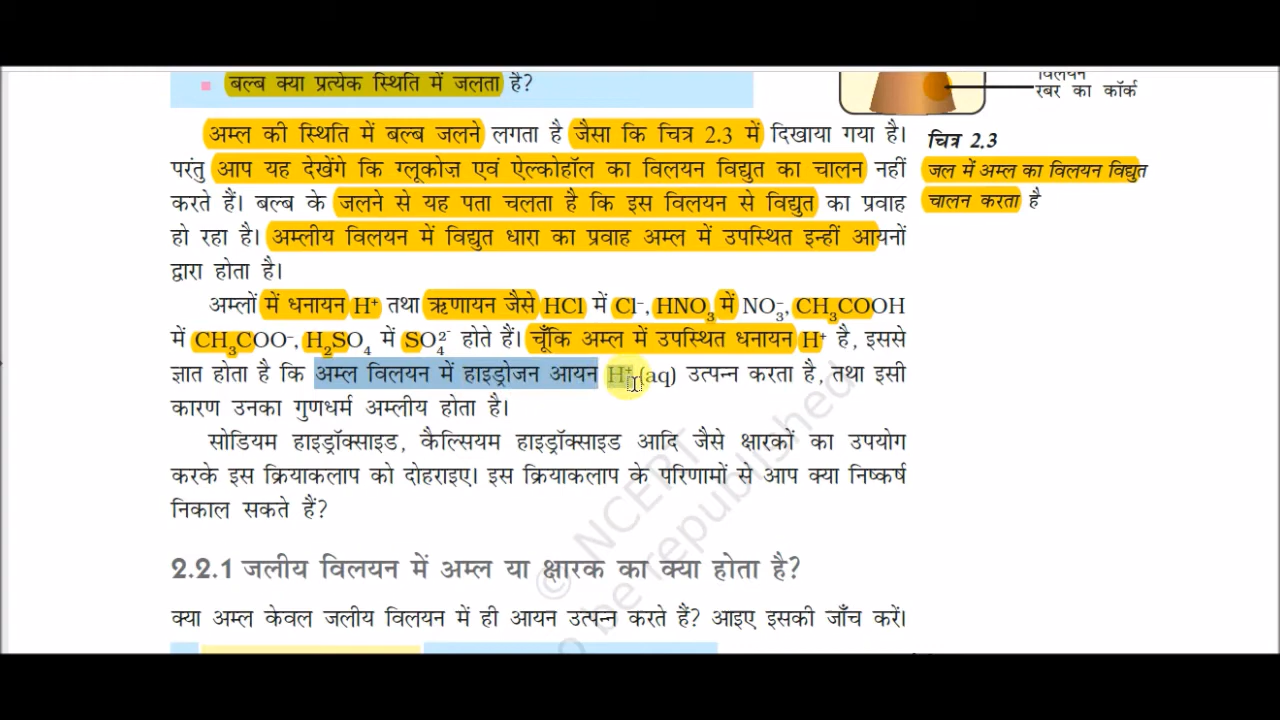 बल्ब क्या प्रत्येक स्थिति में जलता है?
विलयन
रबर का कॉर्क
अम्ल की स्थिति में बल्ब जलने लगता है जैसा कि चित्र 2.3 में दिखाया गया है।
परंतु आप यह देखेंगे कि ग्लूकोज़ एवं ऐल्कोहॉल का विलयन विद्युत का चालन नहीं
करते हैं। बल्ब के जलने से यह पता चलता है कि इस विलयन से विद्युत का प्रवाह
हो रहा है। अम्लीय विलयन में विद्युत धारा का प्रवाह अम्ल में उपस्थित इन्हीं आयनों
द्वारा होता है।
चित्र 2.3
जल में अम्ल का विलयन विद्युत
चालन करता है
अम्लों में धनायन H⁺ तथा ऋणायन जैसे HCl में Cl⁻, HNO₃ में NO₃⁻, CH₃COOH
में CH₃COO⁻, H₂SO₄ में SO₄²⁻ होते हैं। चूँकि अम्ल में उपस्थित धनायन H⁺ है, इससे
ज्ञात होता है कि अम्ल विलयन में हाइड्रोजन आयन H⁺(aq) उत्पन्न करता है, तथा इसी
कारण उनका गुणधर्म अम्लीय होता है।
सोडियम हाइड्रॉक्साइड, कैल्सियम हाइड्रॉक्साइड आदि जैसे क्षारकों का उपयोग
करके इस क्रियाकलाप को दोहराइए। इस क्रियाकलाप के परिणामों से आप क्या निष्कर्ष
निकाल सकते हैं?
2.2.1 जलीय विलयन में अम्ल या क्षारक का क्या होता है?
क्या अम्ल केवल जलीय विलयन में ही आयन उत्पन्न करते हैं? आइए इसकी जाँच करें।
© NCERT
o be republished